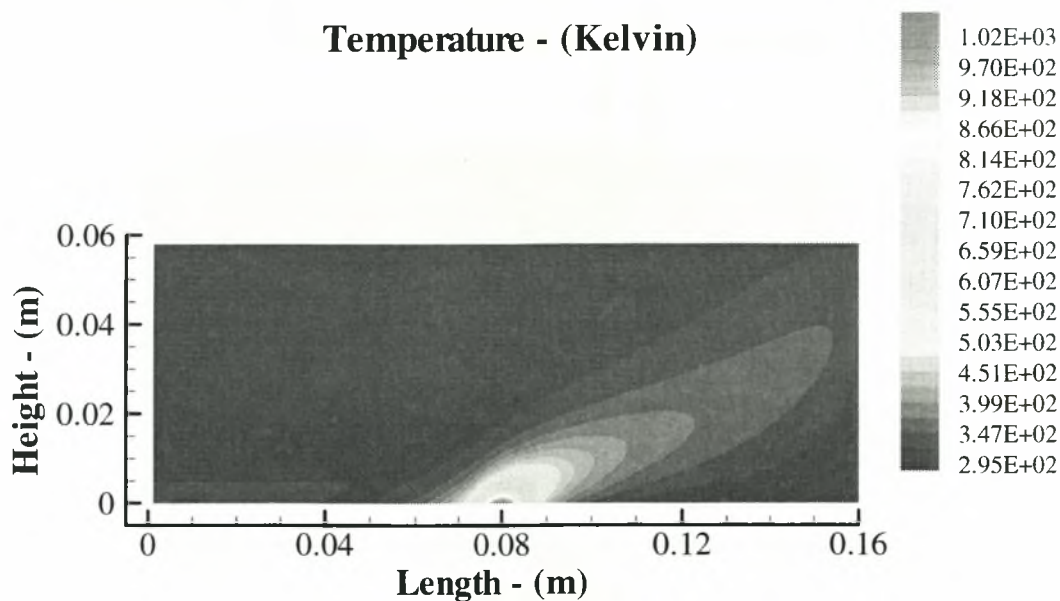 Temperature - (Kelvin)
1.02E+03
9.70E+02
9.18E+02
8.66E+02
8.14E+02
7.62E+02
7.10E+02
6.59E+02
6.07E+02
5.55E+02
5.03E+02
4.51E+02
3.99E+02
3.47E+02
2.95E+02
0.06
0.04
0.02
0
Height - (m)
0
0.04
0.08
0.12
0.16
Length - (m)